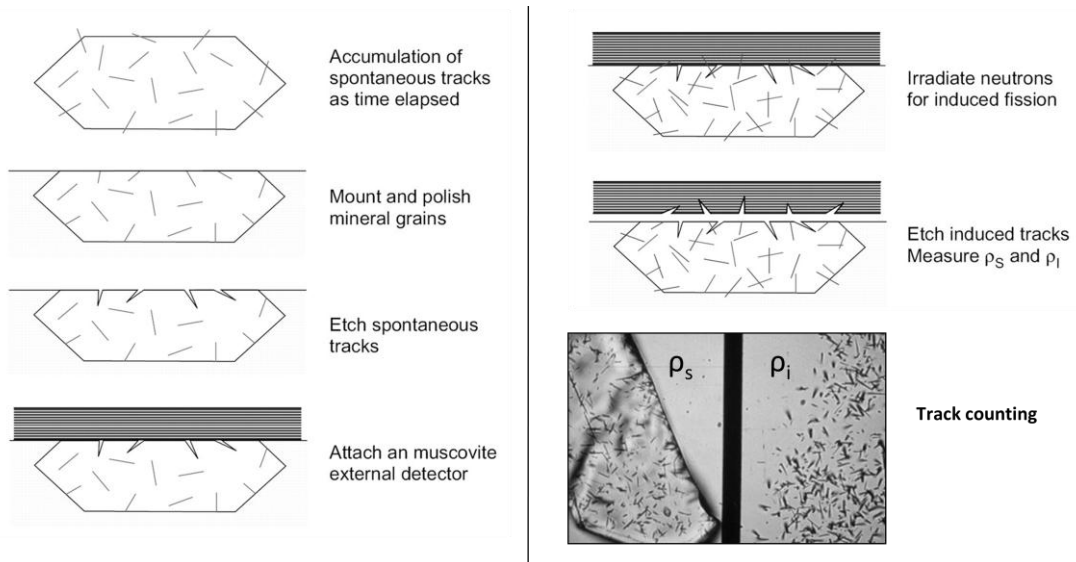 Accumulation of
spontaneous tracks
as time elapsed
Mount and polish
mineral grains
Etch spontaneous
tracks
Attach an muscovite
external detector
Irradiate neutrons
for induced fission
Etch induced tracks
Measure ρS and ρI
ρs
ρi
Track counting